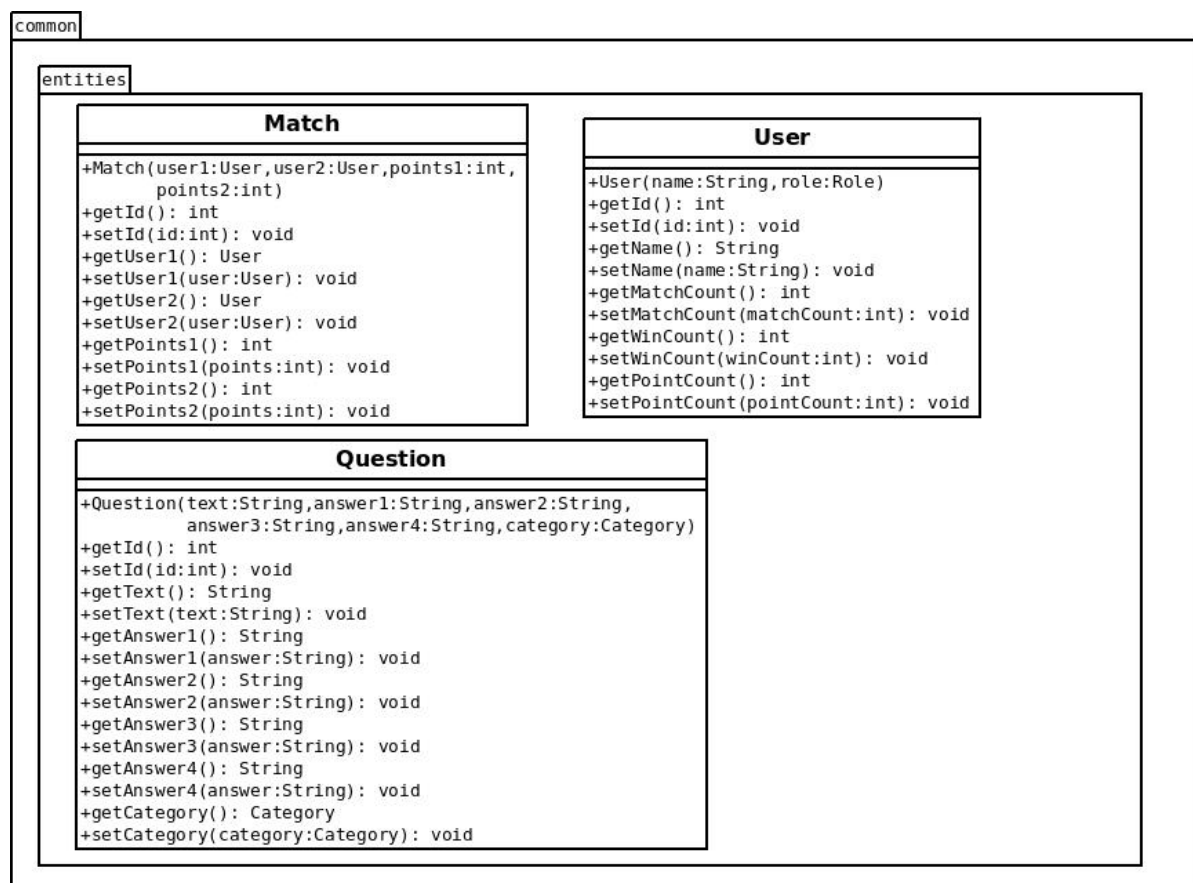 common
entities
Match
+Match(user1:User,user2:User,points1:int,
points2:int)
+getId(): int
+setId(id:int): void
+getUser1(): User
+setUser1(user:User): void
+getUser2(): User
+setUser2(user:User): void
+getPoints1(): int
+setPoints1(points:int): void
+getPoints2(): int
+setPoints2(points:int): void
User
+User(name:String,role:Role)
+getId(): int
+setId(id:int): void
+getName(): String
+setName(name:String): void
+getMatchCount(): int
+setMatchCount(matchCount:int): void
+getWinCount(): int
+setWinCount(winCount:int): void
+getPointCount(): int
+setPointCount(pointCount:int): void
Question
+Question(text:String,answer1:String,answer2:String,
answer3:String,answer4:String,category:Category)
+getId(): int
+setId(id:int): void
+getText(): String
+setText(text:String): void
+getAnswer1(): String
+setAnswer1(answer:String): void
+getAnswer2(): String
+setAnswer2(answer:String): void
+getAnswer3(): String
+setAnswer3(answer:String): void
+getAnswer4(): String
+setAnswer4(answer:String): void
+getCategory(): Category
+setCategory(category:Category): void